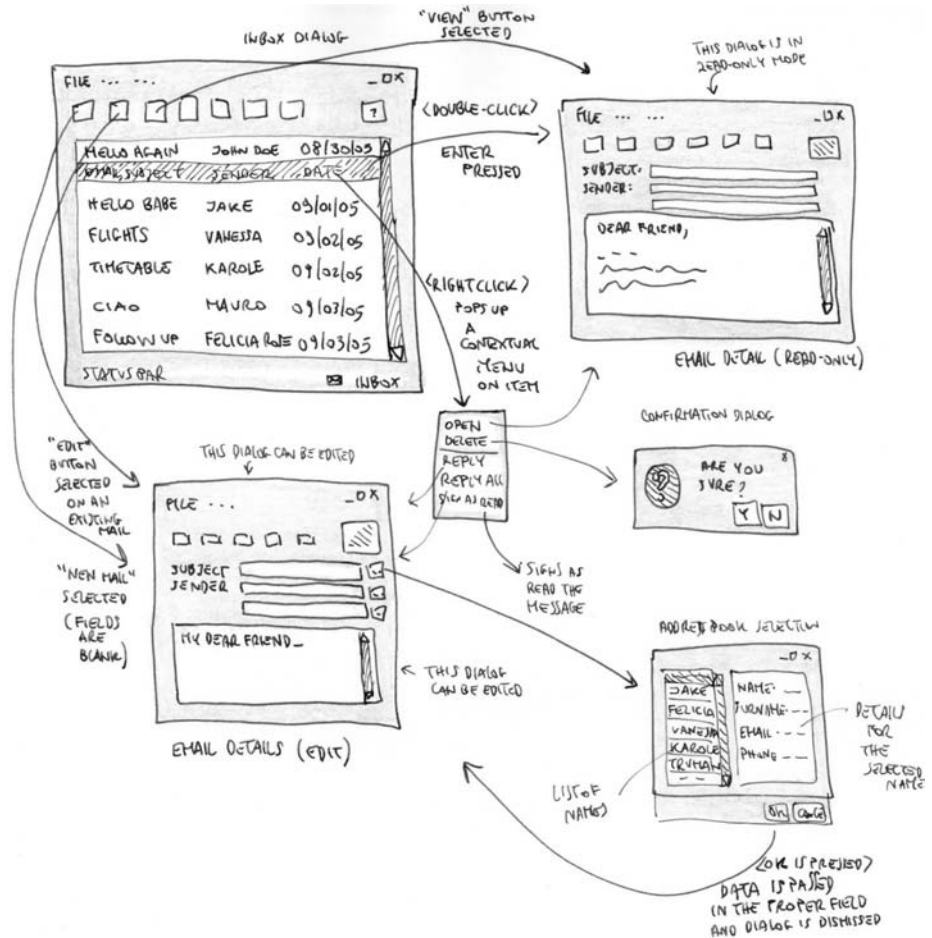 INBOX DIALOG
"VIEW" BUTTON
SELECTED
THIS DIALOG IS IN
READ-ONLY MODE
FILE ... ...
_ □ X
?
HELLO AGAIN JOHN DOE 08/30/05
EMAIL SUBJECT SENDER DATE
HELLO BABE JAKE 09/01/05
FLIGHTS VANESSA 09/02/05
TIMETABLE KAROLE 09/02/05
CIAO MAURO 09/03/05
FOLLOW UP FELICIA ROSE 09/03/05
STATUS BAR INBOX
<DOUBLE-CLICK>
ENTER
PRESSED
FILE ... ...
_ □ X
SUBJECT:
SENDER:
DEAR FRIEND,
EMAIL DETAIL (READ-ONLY)
<RIGHT CLICK>
POPS UP
A
CONTEXTUAL
MENU
ON ITEM
OPEN
DELETE
REPLY
REPLY ALL
SIGN AS READ
CONFIRMATION DIALOG
X
?
ARE YOU
SURE?
Y N
SIGNS AS
READ THE
MESSAGE
"EDIT"
BUTTON
SELECTED
ON AN
EXISTING
MAIL
"NEW MAIL"
SELECTED
(FIELDS
ARE
BLANK)
THIS DIALOG CAN BE EDITED
FILE ...
_ □ X
SUBJECT
SENDER
MY DEAR FRIEND_
THIS DIALOG
CAN BE EDITED
EMAIL DETAILS (EDIT)
ADDRESS BOOK SELECTION
_ □ X
JAKE
FELICIA
VANESSA
KAROLE
TRUMAN
NAME
SURNAME
EMAIL
PHONE
OK CANCEL
LIST OF
NAMES
DETAILS
FOR
THE
SELECTED
NAME
<OK IS PRESSED>
DATA IS PASSED
IN THE PROPER FIELD
AND DIALOG IS DISMISSED